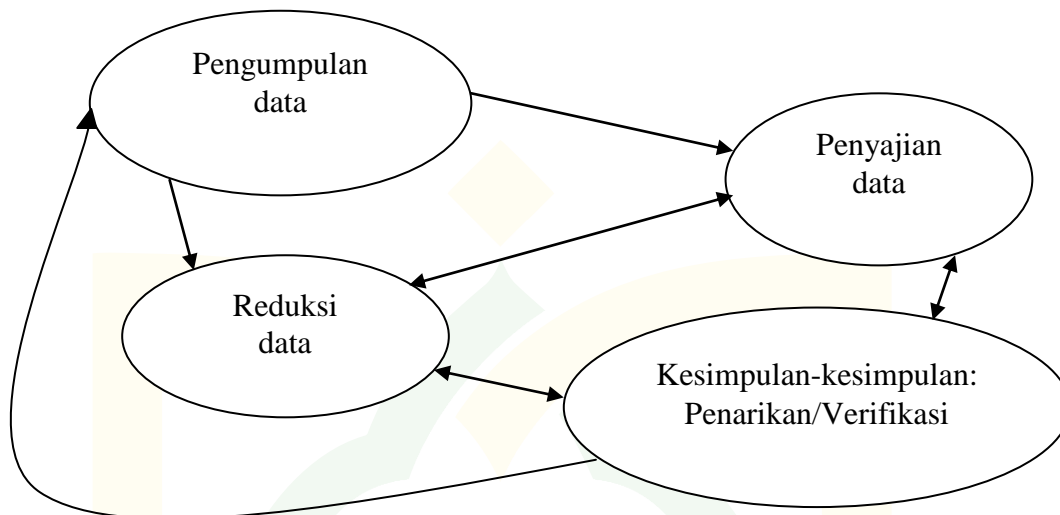 Pengumpulan
data
Penyajian
data
Reduksi
data
Kesimpulan-kesimpulan:
Penarikan/Verifikasi